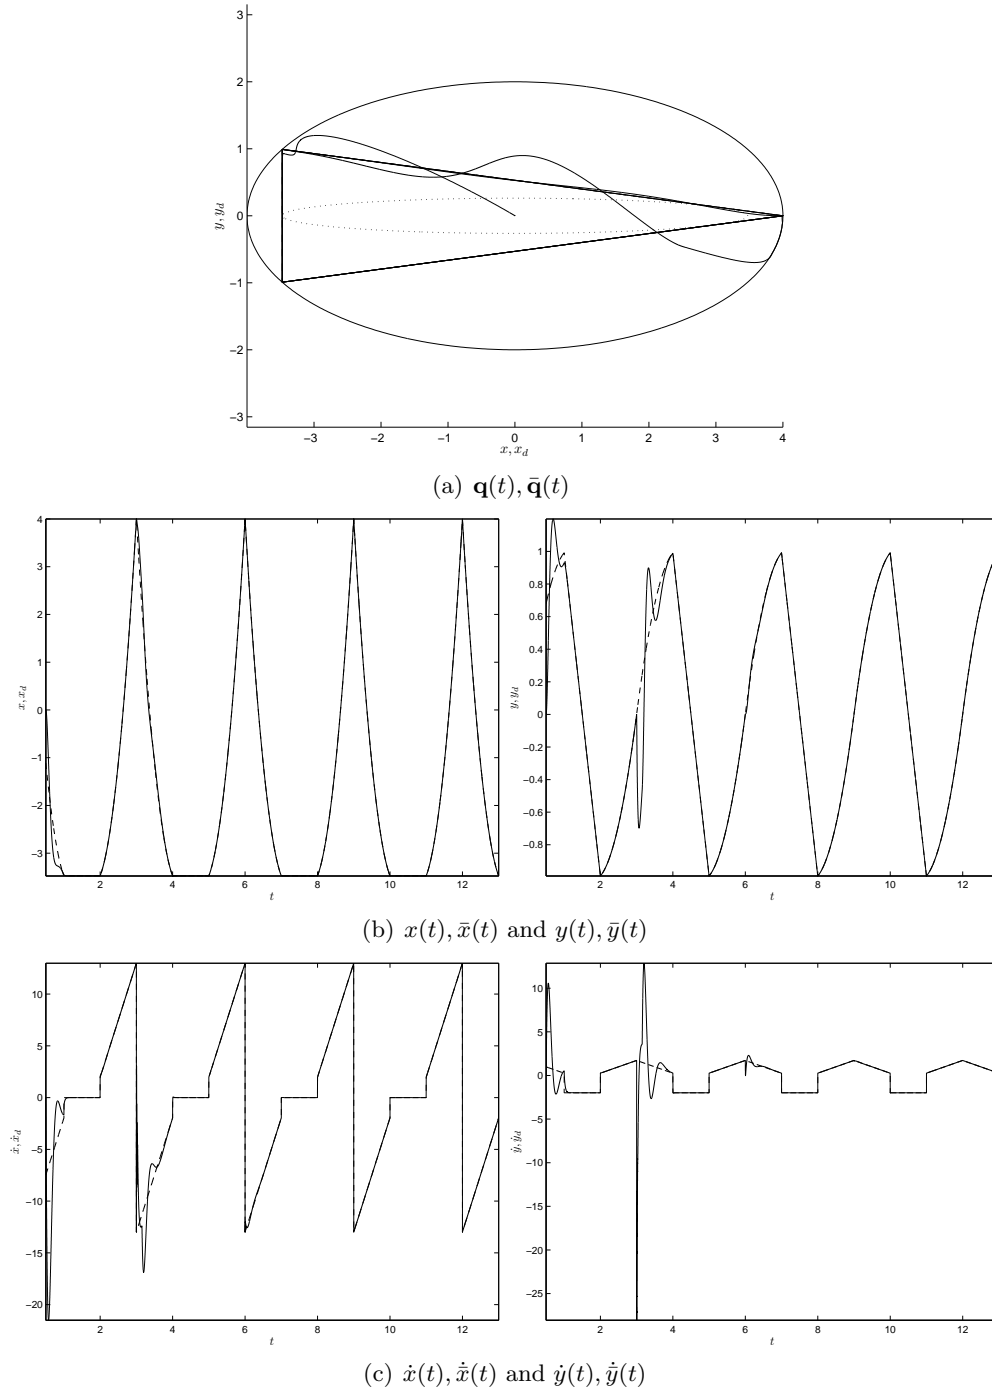 3
2
1
0
−1
−2
−3
y, y_d
−3 −2 −1 0 1 2 3 4
x, x_d
(a) q(t), q̄(t)
4
3
2
1
0
−1
−2
−3
x, x_d
2 4 6 8 10 12
t
1
0.8
0.6
0.4
0.2
0
−0.2
−0.4
−0.6
−0.8
y, y_d
2 4 6 8 10 12
t
(b) x(t), x̄(t) and y(t), ȳ(t)
10
5
0
−5
−10
−15
−20
ẋ, ẋ_d
2 4 6 8 10 12
t
10
5
0
−5
−10
−15
−20
−25
ẏ, ẏ_d
2 4 6 8 10 12
t
(c) ẋ(t), x̄̇(t) and ẏ(t), ȳ̇(t)